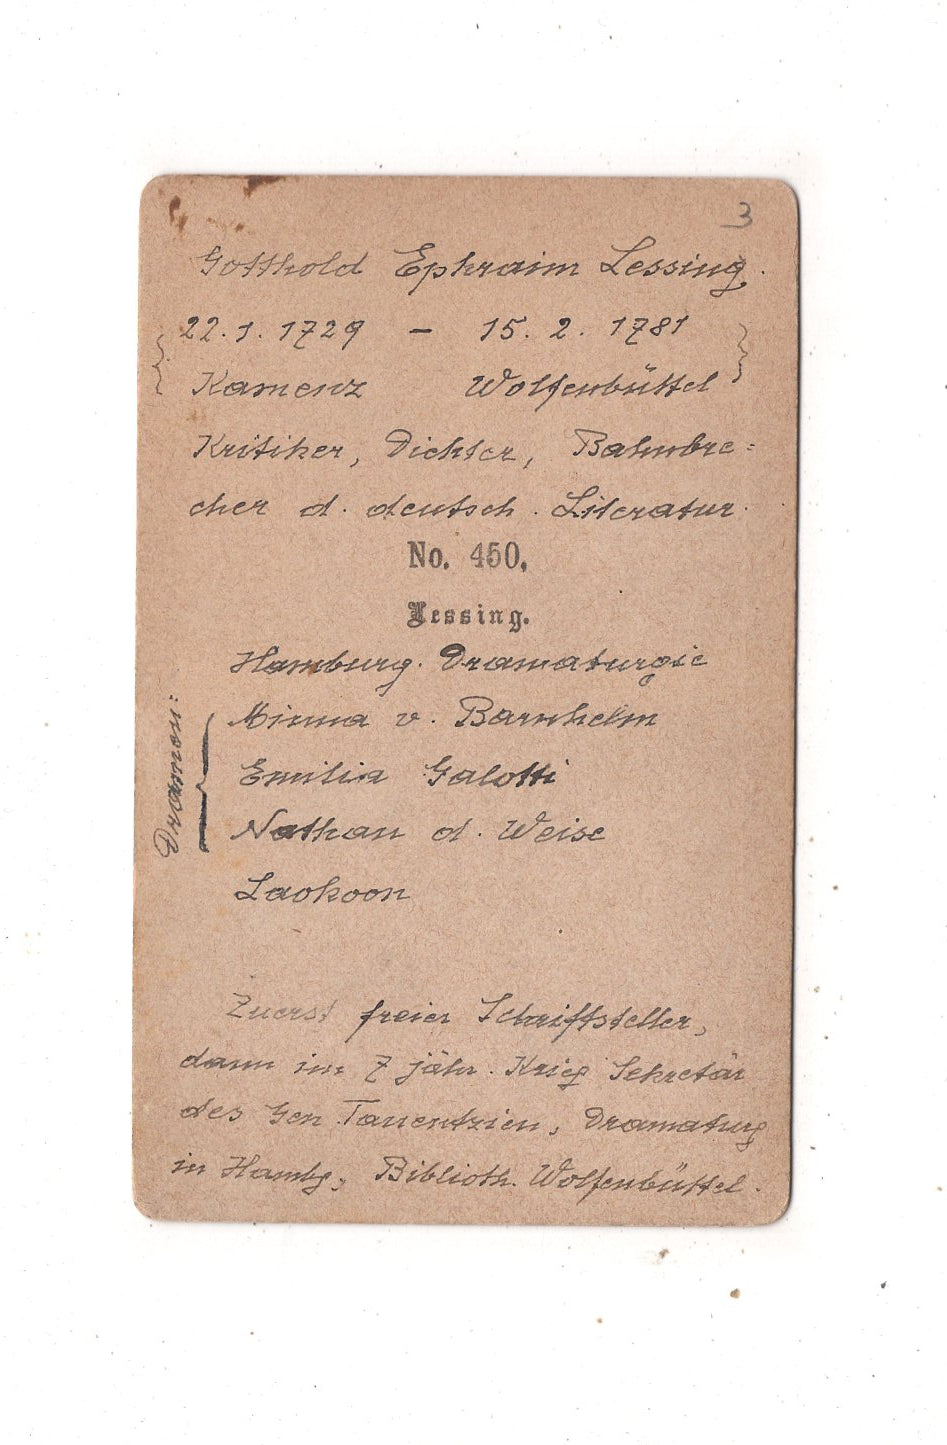 3
Gotthold Ephraim Lessing.
22.1.1729 – 15.2.1781
Kamenz Wolfenbüttel
Kritiker, Dichter, Bahnbre=
cher d. deutsch. Literatur.
No. 450.
Lessing.
Hamburg. Dramaturgie
Dramen:
Minna v. Barnhelm
Emilia Galotti
Nathan d. Weise
Laokoon
Zuerst freier Schriftsteller,
dann im 7 jähr. Krieg Sekretär
des Gen. Tauentzien, Dramaturg
in Hambg., Biblioth. Wolfenbüttel.